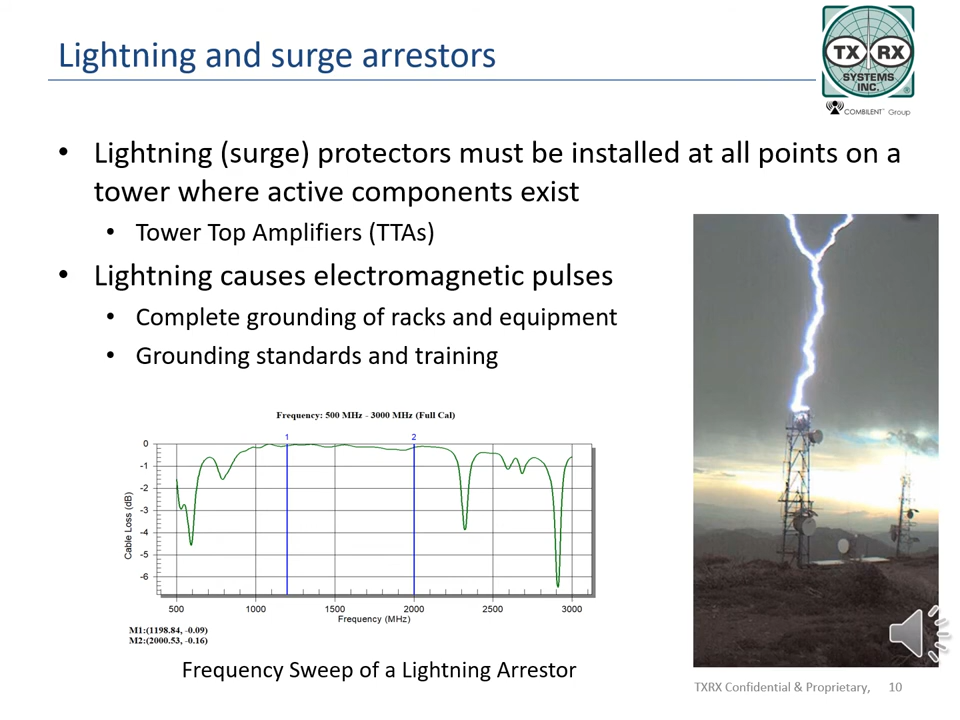 Lightning and surge arrestors
TX RX
SYSTEMS
INC.
®
COMBILENT™ Group
• Lightning (surge) protectors must be installed at all points on a
tower where active components exist
• Tower Top Amplifiers (TTAs)
• Lightning causes electromagnetic pulses
• Complete grounding of racks and equipment
• Grounding standards and training
Frequency: 500 MHz - 3000 MHz (Full Cal)
1 2
0
-1
-2
-3
-4
-5
-6
Cable Loss (dB)
500 1000 1500 2000 2500 3000
Frequency (MHz)
M1:(1198.84, -0.09)
M2:(2000.53, -0.16)
Frequency Sweep of a Lightning Arrestor
TXRX Confidential & Proprietary, 10